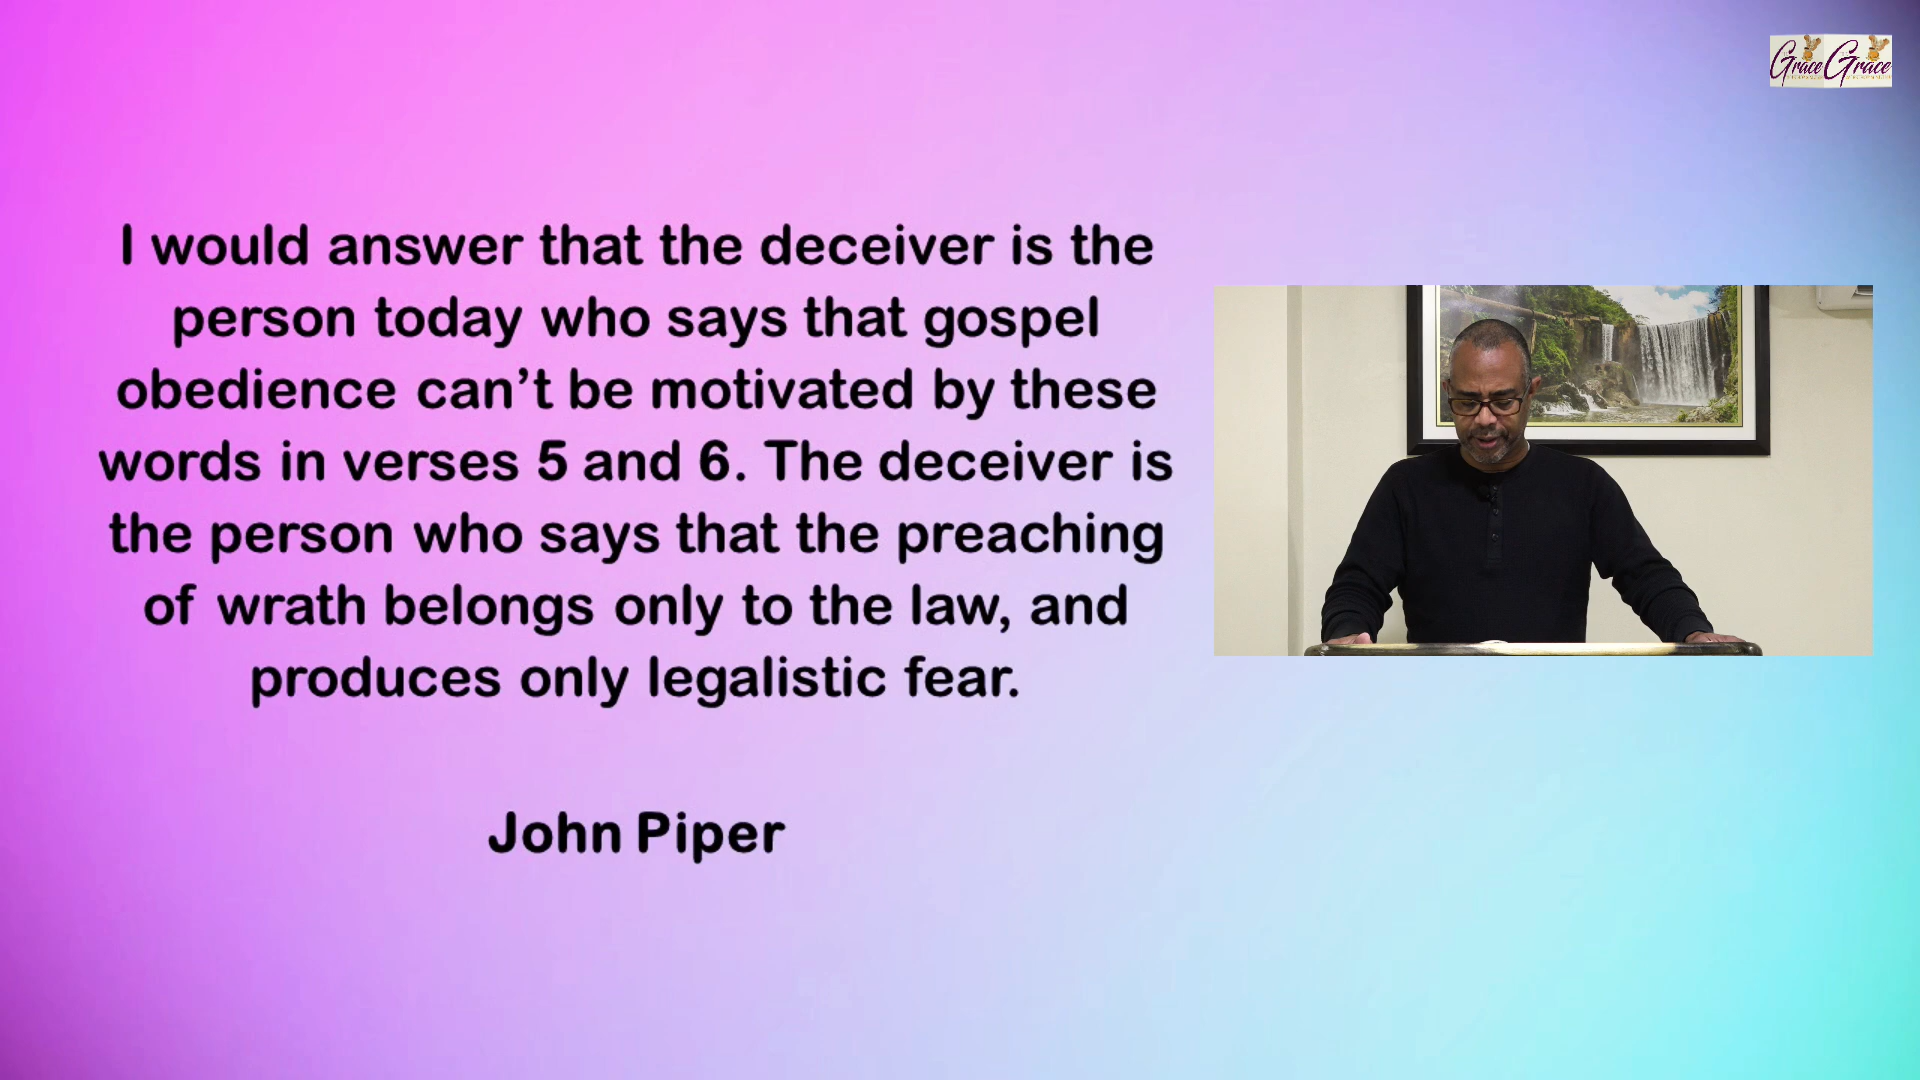 Grace Grace
I would answer that the deceiver is the
person today who says that gospel
obedience can’t be motivated by these
words in verses 5 and 6. The deceiver is
the person who says that the preaching
of wrath belongs only to the law, and
produces only legalistic fear.
John Piper